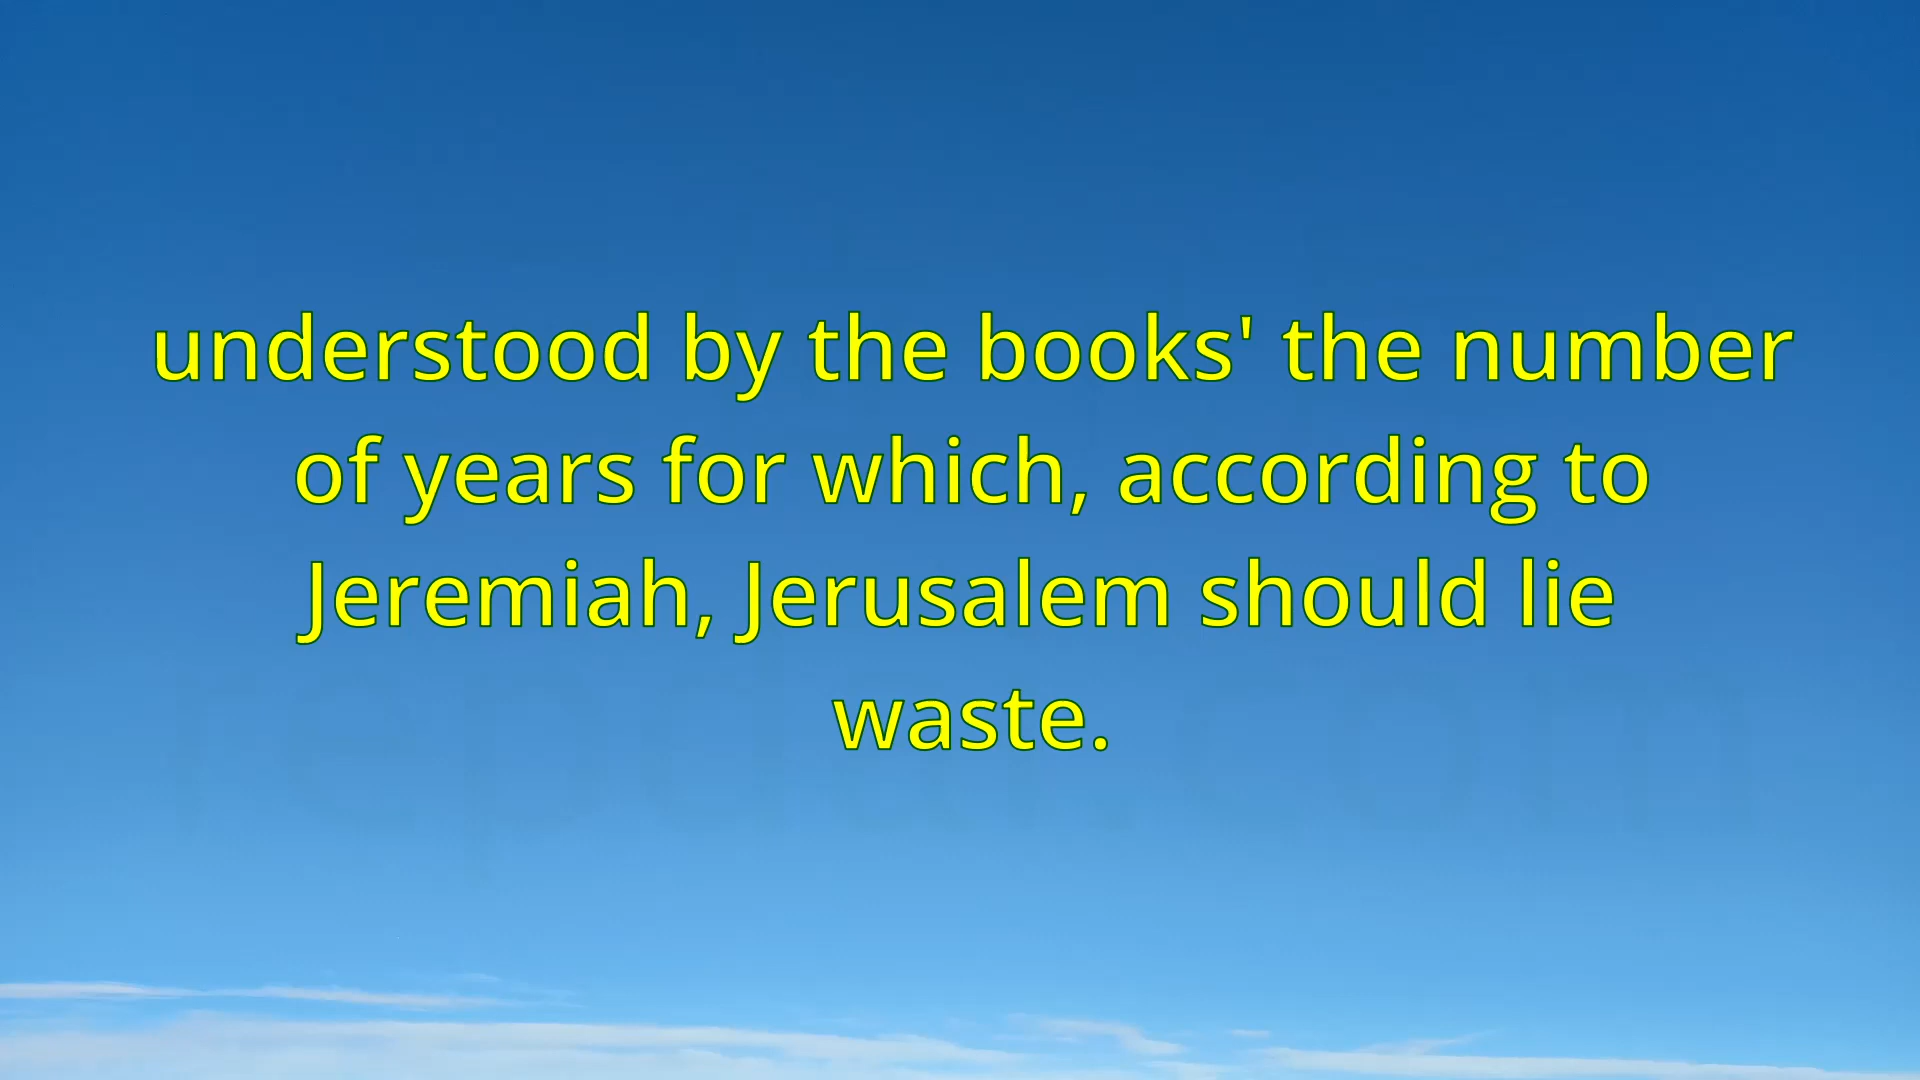 understood by the books' the number
of years for which, according to
Jeremiah, Jerusalem should lie
waste.